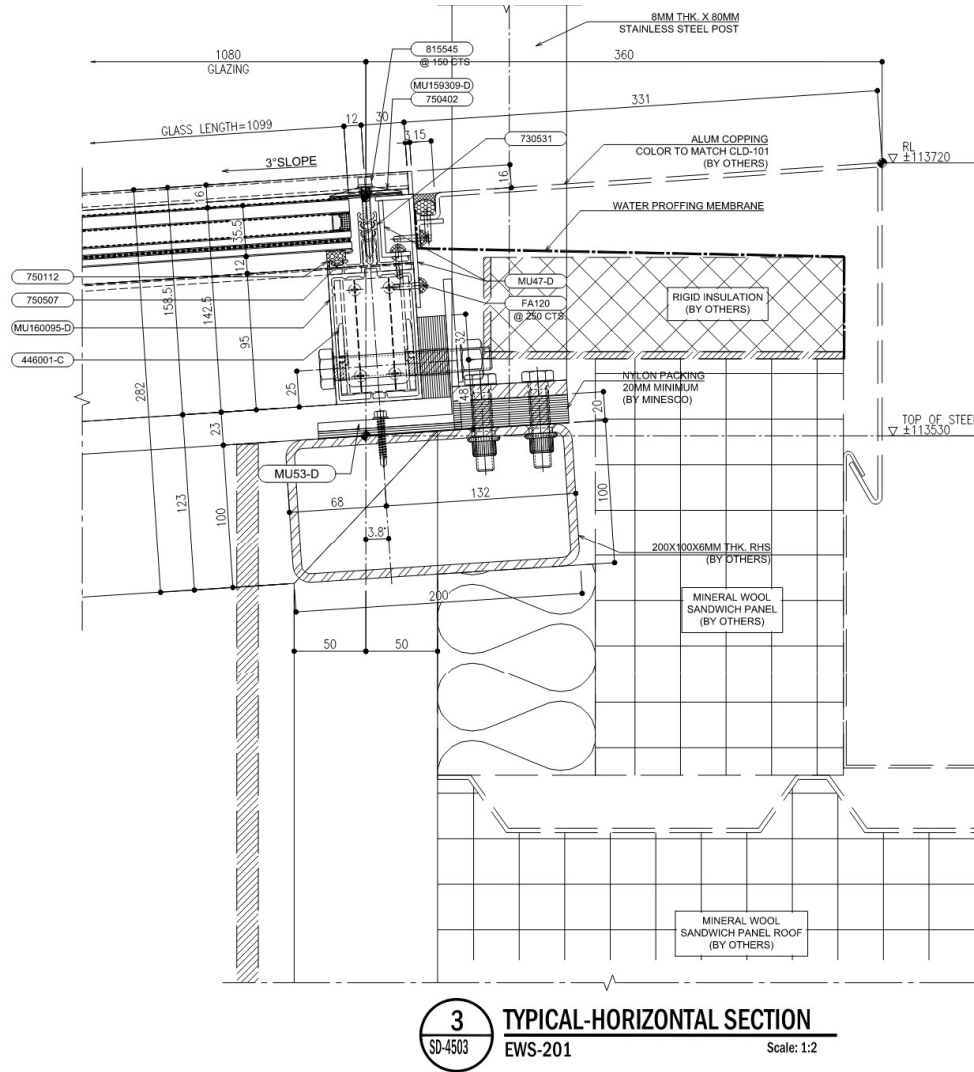 8MM THK. X 80MM
STAINLESS STEEL POST
1080
GLAZING
815545
@ 150 CTS
360
MU159309-D
750402
331
GLASS LENGTH=1099
12
30
730531
3
15
ALUM COPPING
COLOR TO MATCH CLD-101
(BY OTHERS)
RL
±113720
3°SLOPE
16
16
WATER PROFFING MEMBRANE
35.5
12
750112
750507
MU160095-D
446001-C
158.5
142.5
95
282
25
23
MU47-D
FA120
@ 250 CTS
RIGID INSULATION
(BY OTHERS)
32
48
NYLON PACKING
20MM MINIMUM
(BY MINESCO)
20
TOP OF STEEL
±113530
MU53-D
68
132
100
123
100
3.8°
200X100X6MM THK. RHS
(BY OTHERS)
200
MINERAL WOOL
SANDWICH PANEL
(BY OTHERS)
50
50
MINERAL WOOL
SANDWICH PANEL ROOF
(BY OTHERS)
3
SD-4503
TYPICAL-HORIZONTAL SECTION
EWS-201
Scale: 1:2